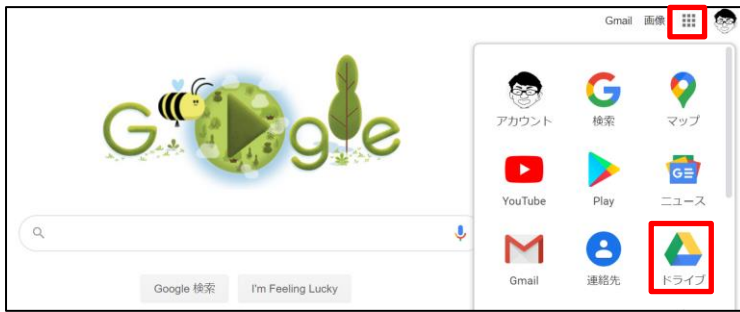 Gmail 画像
Google
アカウント 検索 マップ
GE
YouTube Play ニュース
Gmail 連絡先 ドライブ
Google 検索 I'm Feeling Lucky